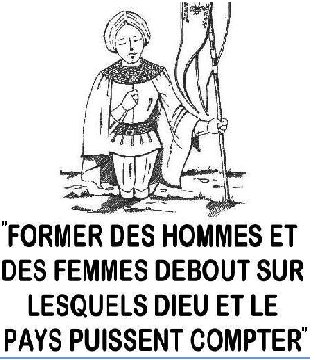 "FORMER DES HOMMES ET
DES FEMMES DEBOUT SUR
LESQUELS DIEU ET LE
PAYS PUISSENT COMPTER"